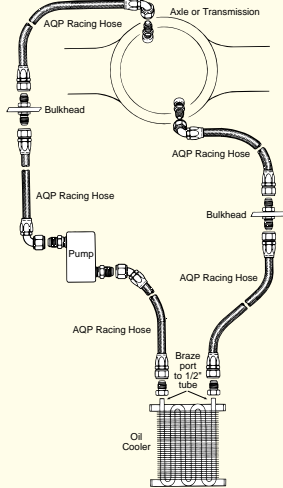 Axle or Transmission
AQP Racing Hose
Bulkhead
AQP Racing Hose
AQP Racing Hose
Bulkhead
Pump
AQP Racing Hose
AQP Racing Hose
Braze
port
to 1/2"
tube
Oil
Cooler